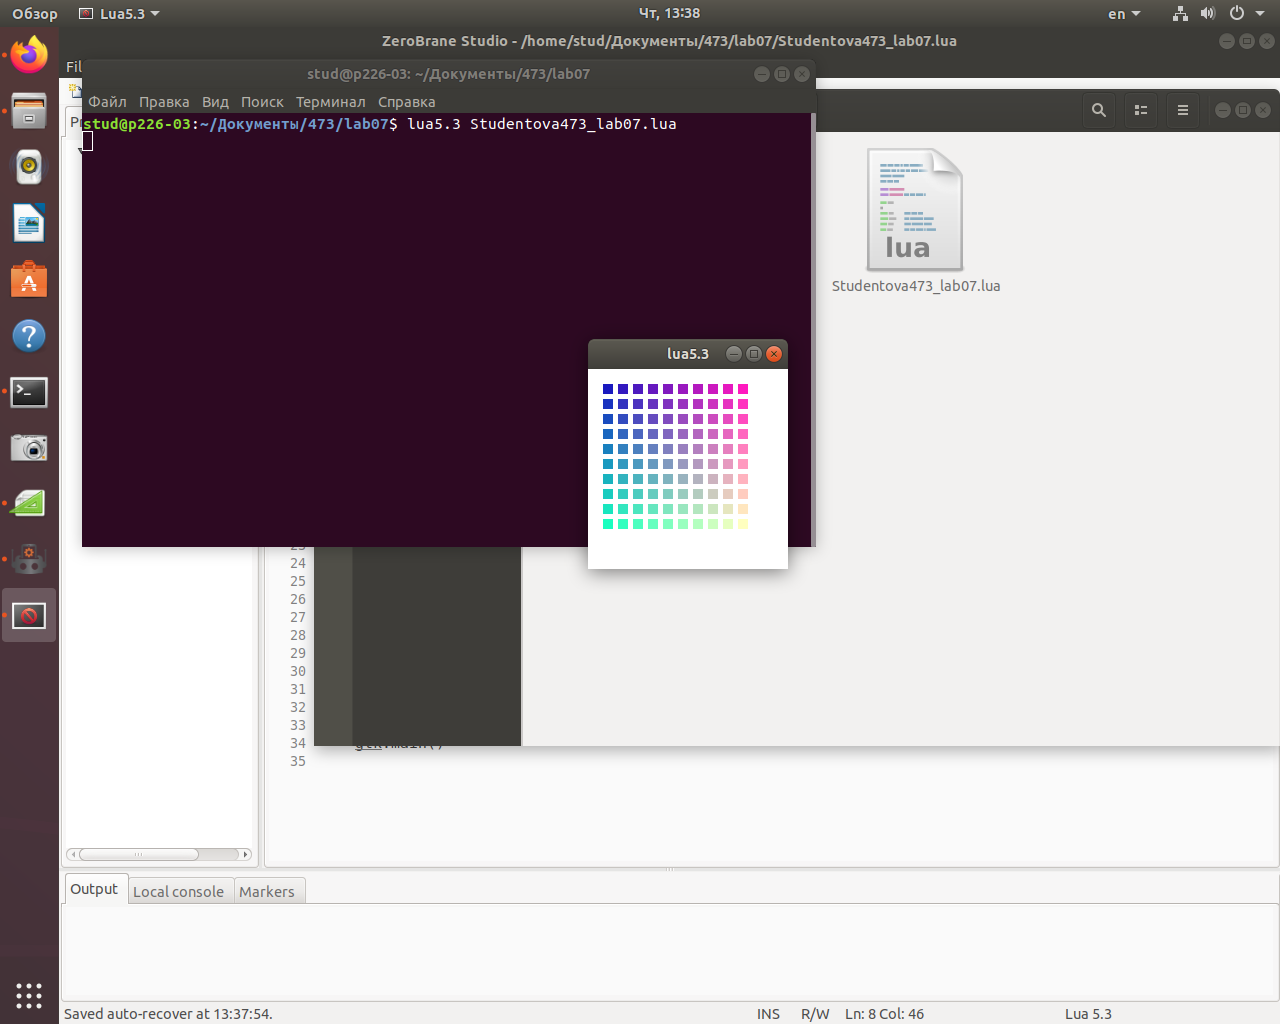 Обзор Lua5.3 Чт, 13:38 en
ZeroBrane Studio - /home/stud/Документы/473/lab07/Studentova473_lab07.lua
Fil
stud@p226-03: ~/Документы/473/lab07
Файл Правка Вид Поиск Терминал Справка
stud@p226-03:~/Документы/473/lab07$ lua5.3 Studentova473_lab07.lua
lua
Studentova473_lab07.lua
lua5.3
24
25
26
27
28
29
30
31
32
33
34 gtk.main()
35
Output Local console Markers
Saved auto-recover at 13:37:54. INS R/W Ln: 8 Col: 46 Lua 5.3